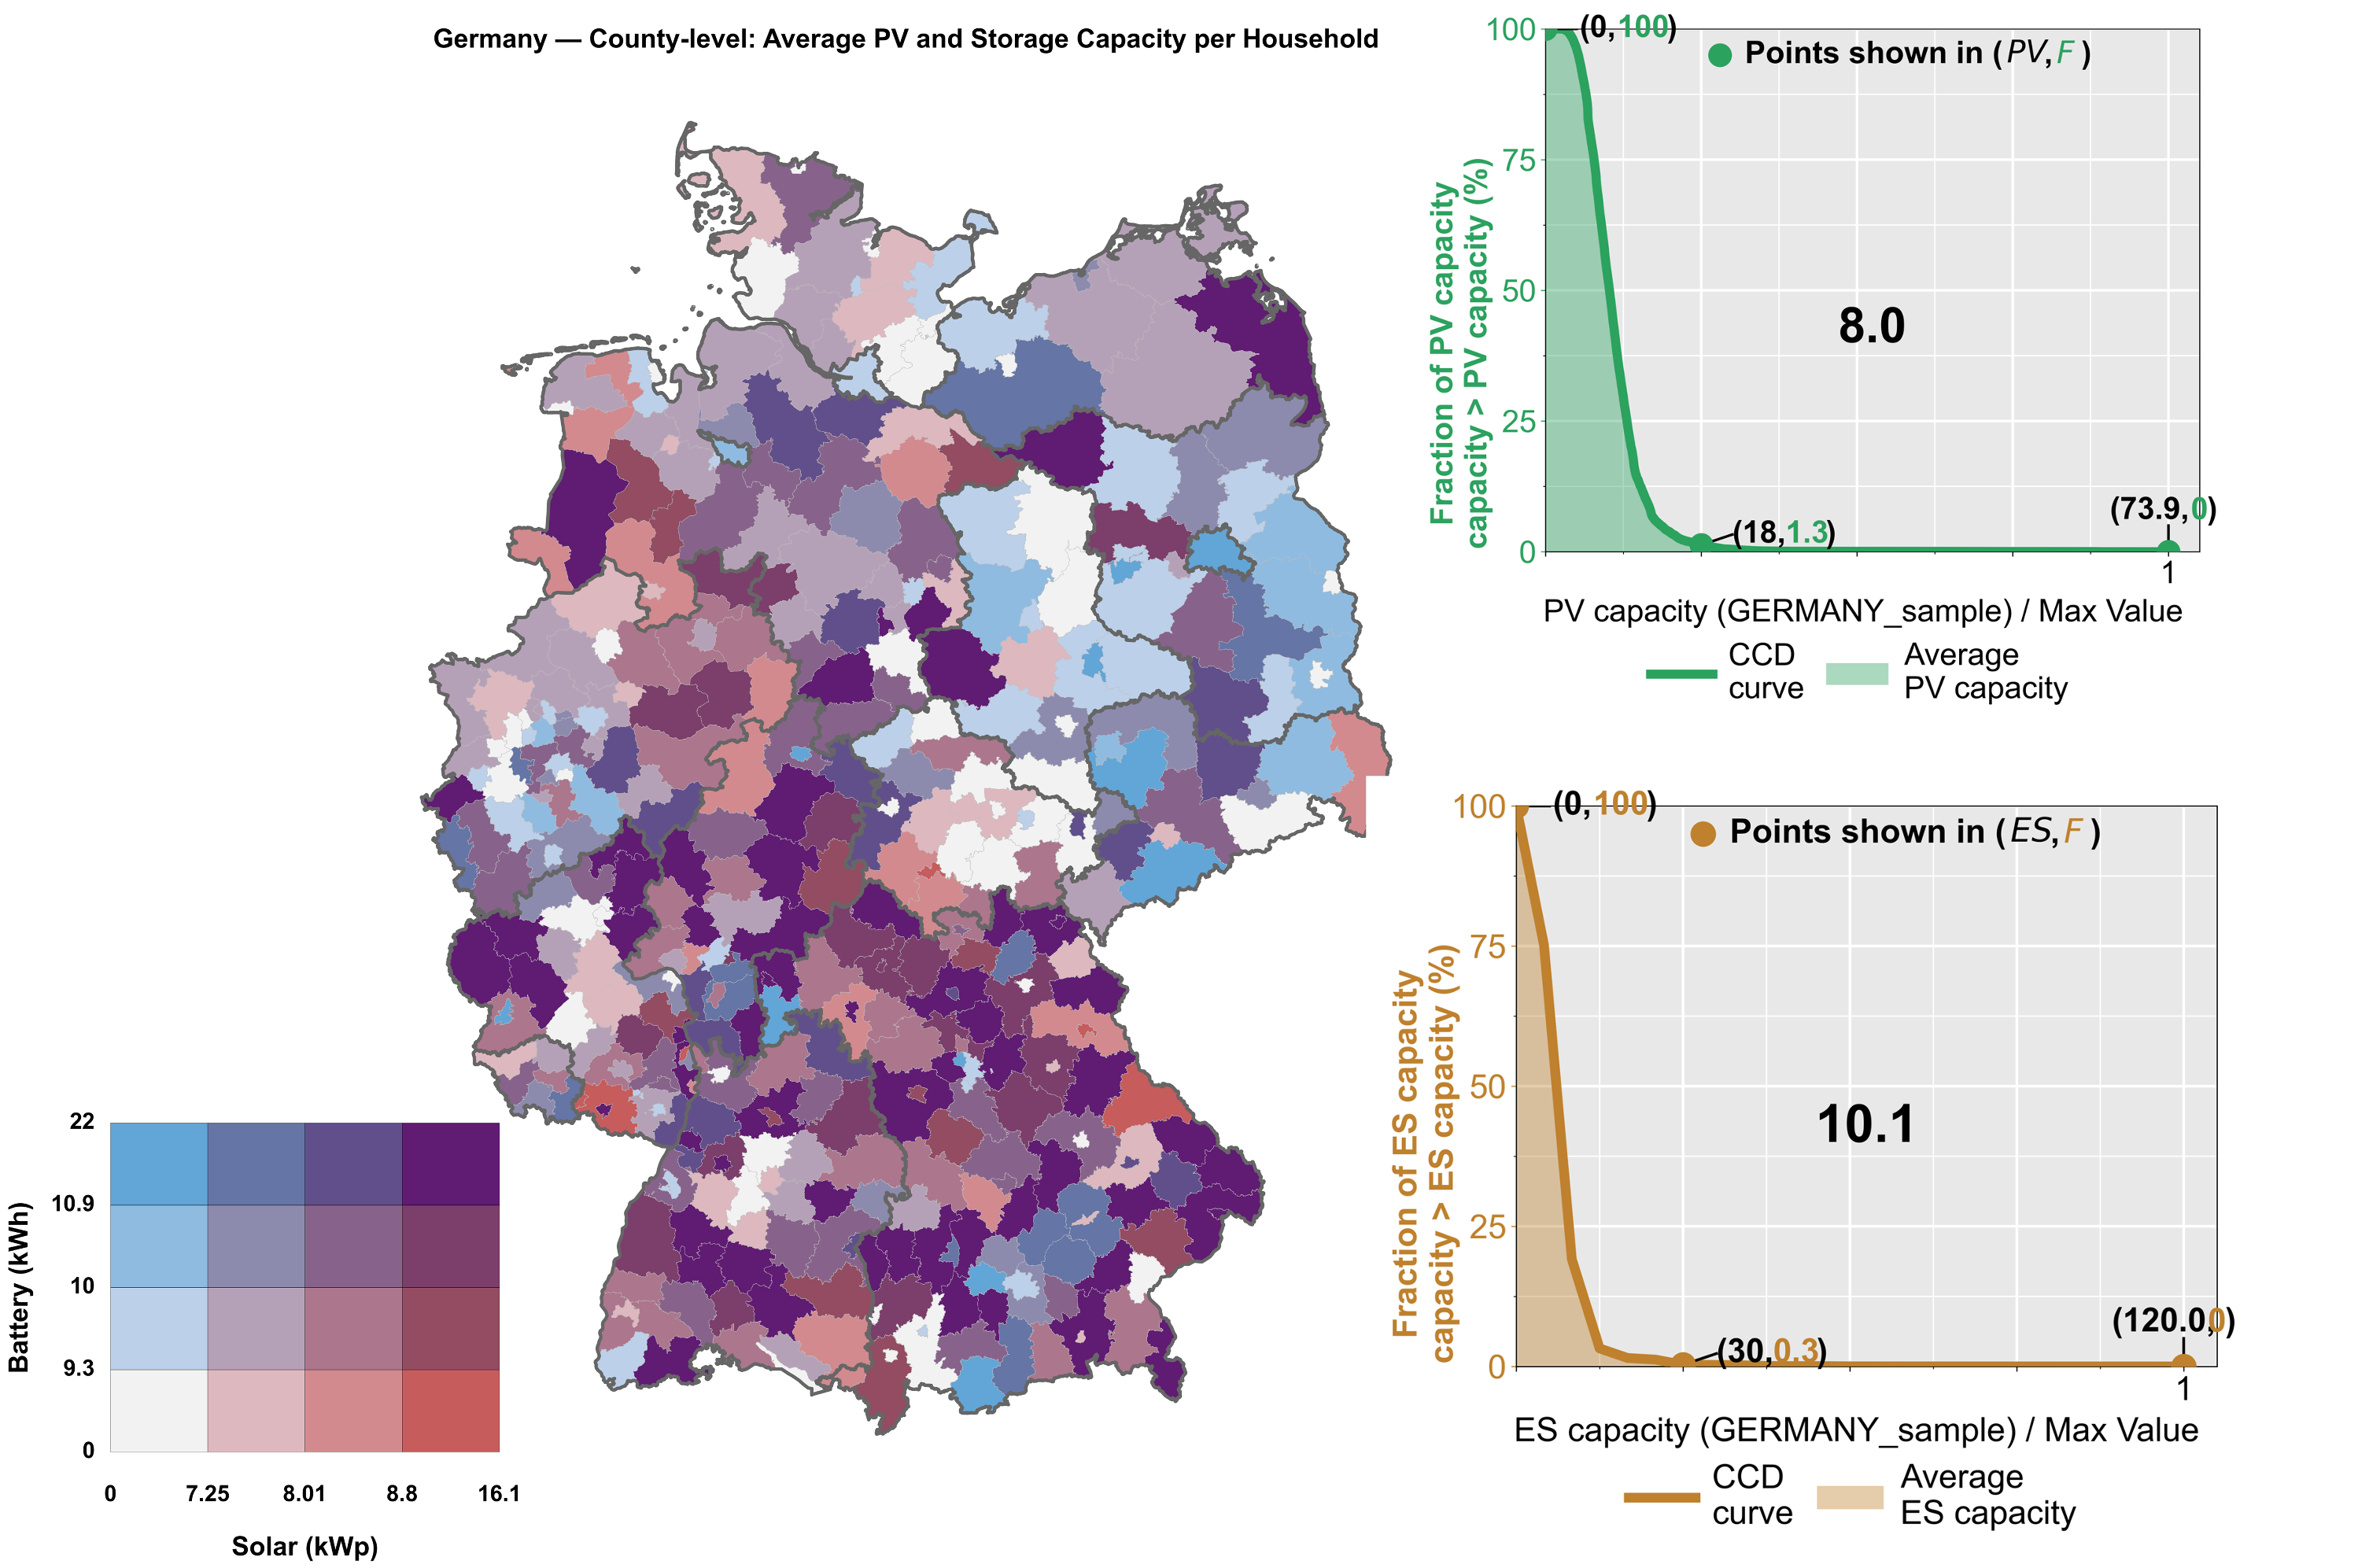 Germany — County-level: Average PV and Storage Capacity per Household
22
10.9
10
9.3
0
Battery (kWh)
0 7.25 8.01 8.8 16.1
Solar (kWp)
100
75
50
25
0
Fraction of PV capacity
capacity > PV capacity (%)
(0,100)
Points shown in (PV,F)
8.0
(18,1.3)
(73.9,0)
1
PV capacity (GERMANY_sample) / Max Value
CCD
curve
Average
PV capacity
100
75
50
25
0
Fraction of ES capacity
capacity > ES capacity (%)
(0,100)
Points shown in (ES,F)
10.1
(30,0.3)
(120.0,0)
1
ES capacity (GERMANY_sample) / Max Value
CCD
curve
Average
ES capacity